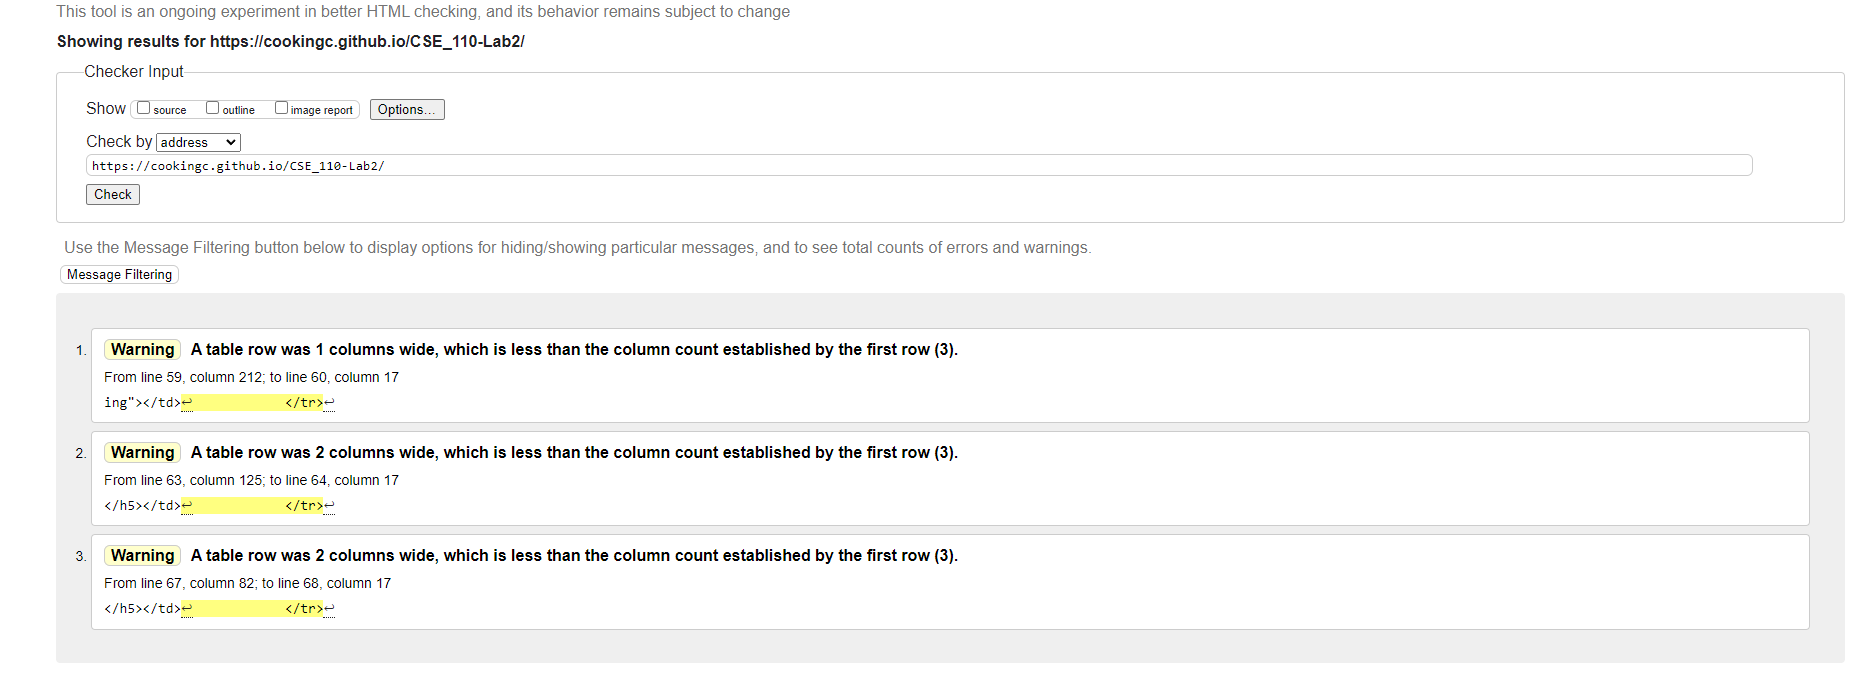 This tool is an ongoing experiment in better HTML checking, and its behavior remains subject to change
Showing results for https://cookingc.github.io/CSE_110-Lab2/
Checker Input
Show source outline image report Options...
Check by address
https://cookingc.github.io/CSE_110-Lab2/
Check
Use the Message Filtering button below to display options for hiding/showing particular messages, and to see total counts of errors and warnings.
Message Filtering
1. Warning A table row was 1 columns wide, which is less than the column count established by the first row (3).
From line 59, column 212; to line 60, column 17
ing"></td>↩ </tr>↩
2. Warning A table row was 2 columns wide, which is less than the column count established by the first row (3).
From line 63, column 125; to line 64, column 17
</h5></td>↩ </tr>↩
3. Warning A table row was 2 columns wide, which is less than the column count established by the first row (3).
From line 67, column 82; to line 68, column 17
</h5></td>↩ </tr>↩